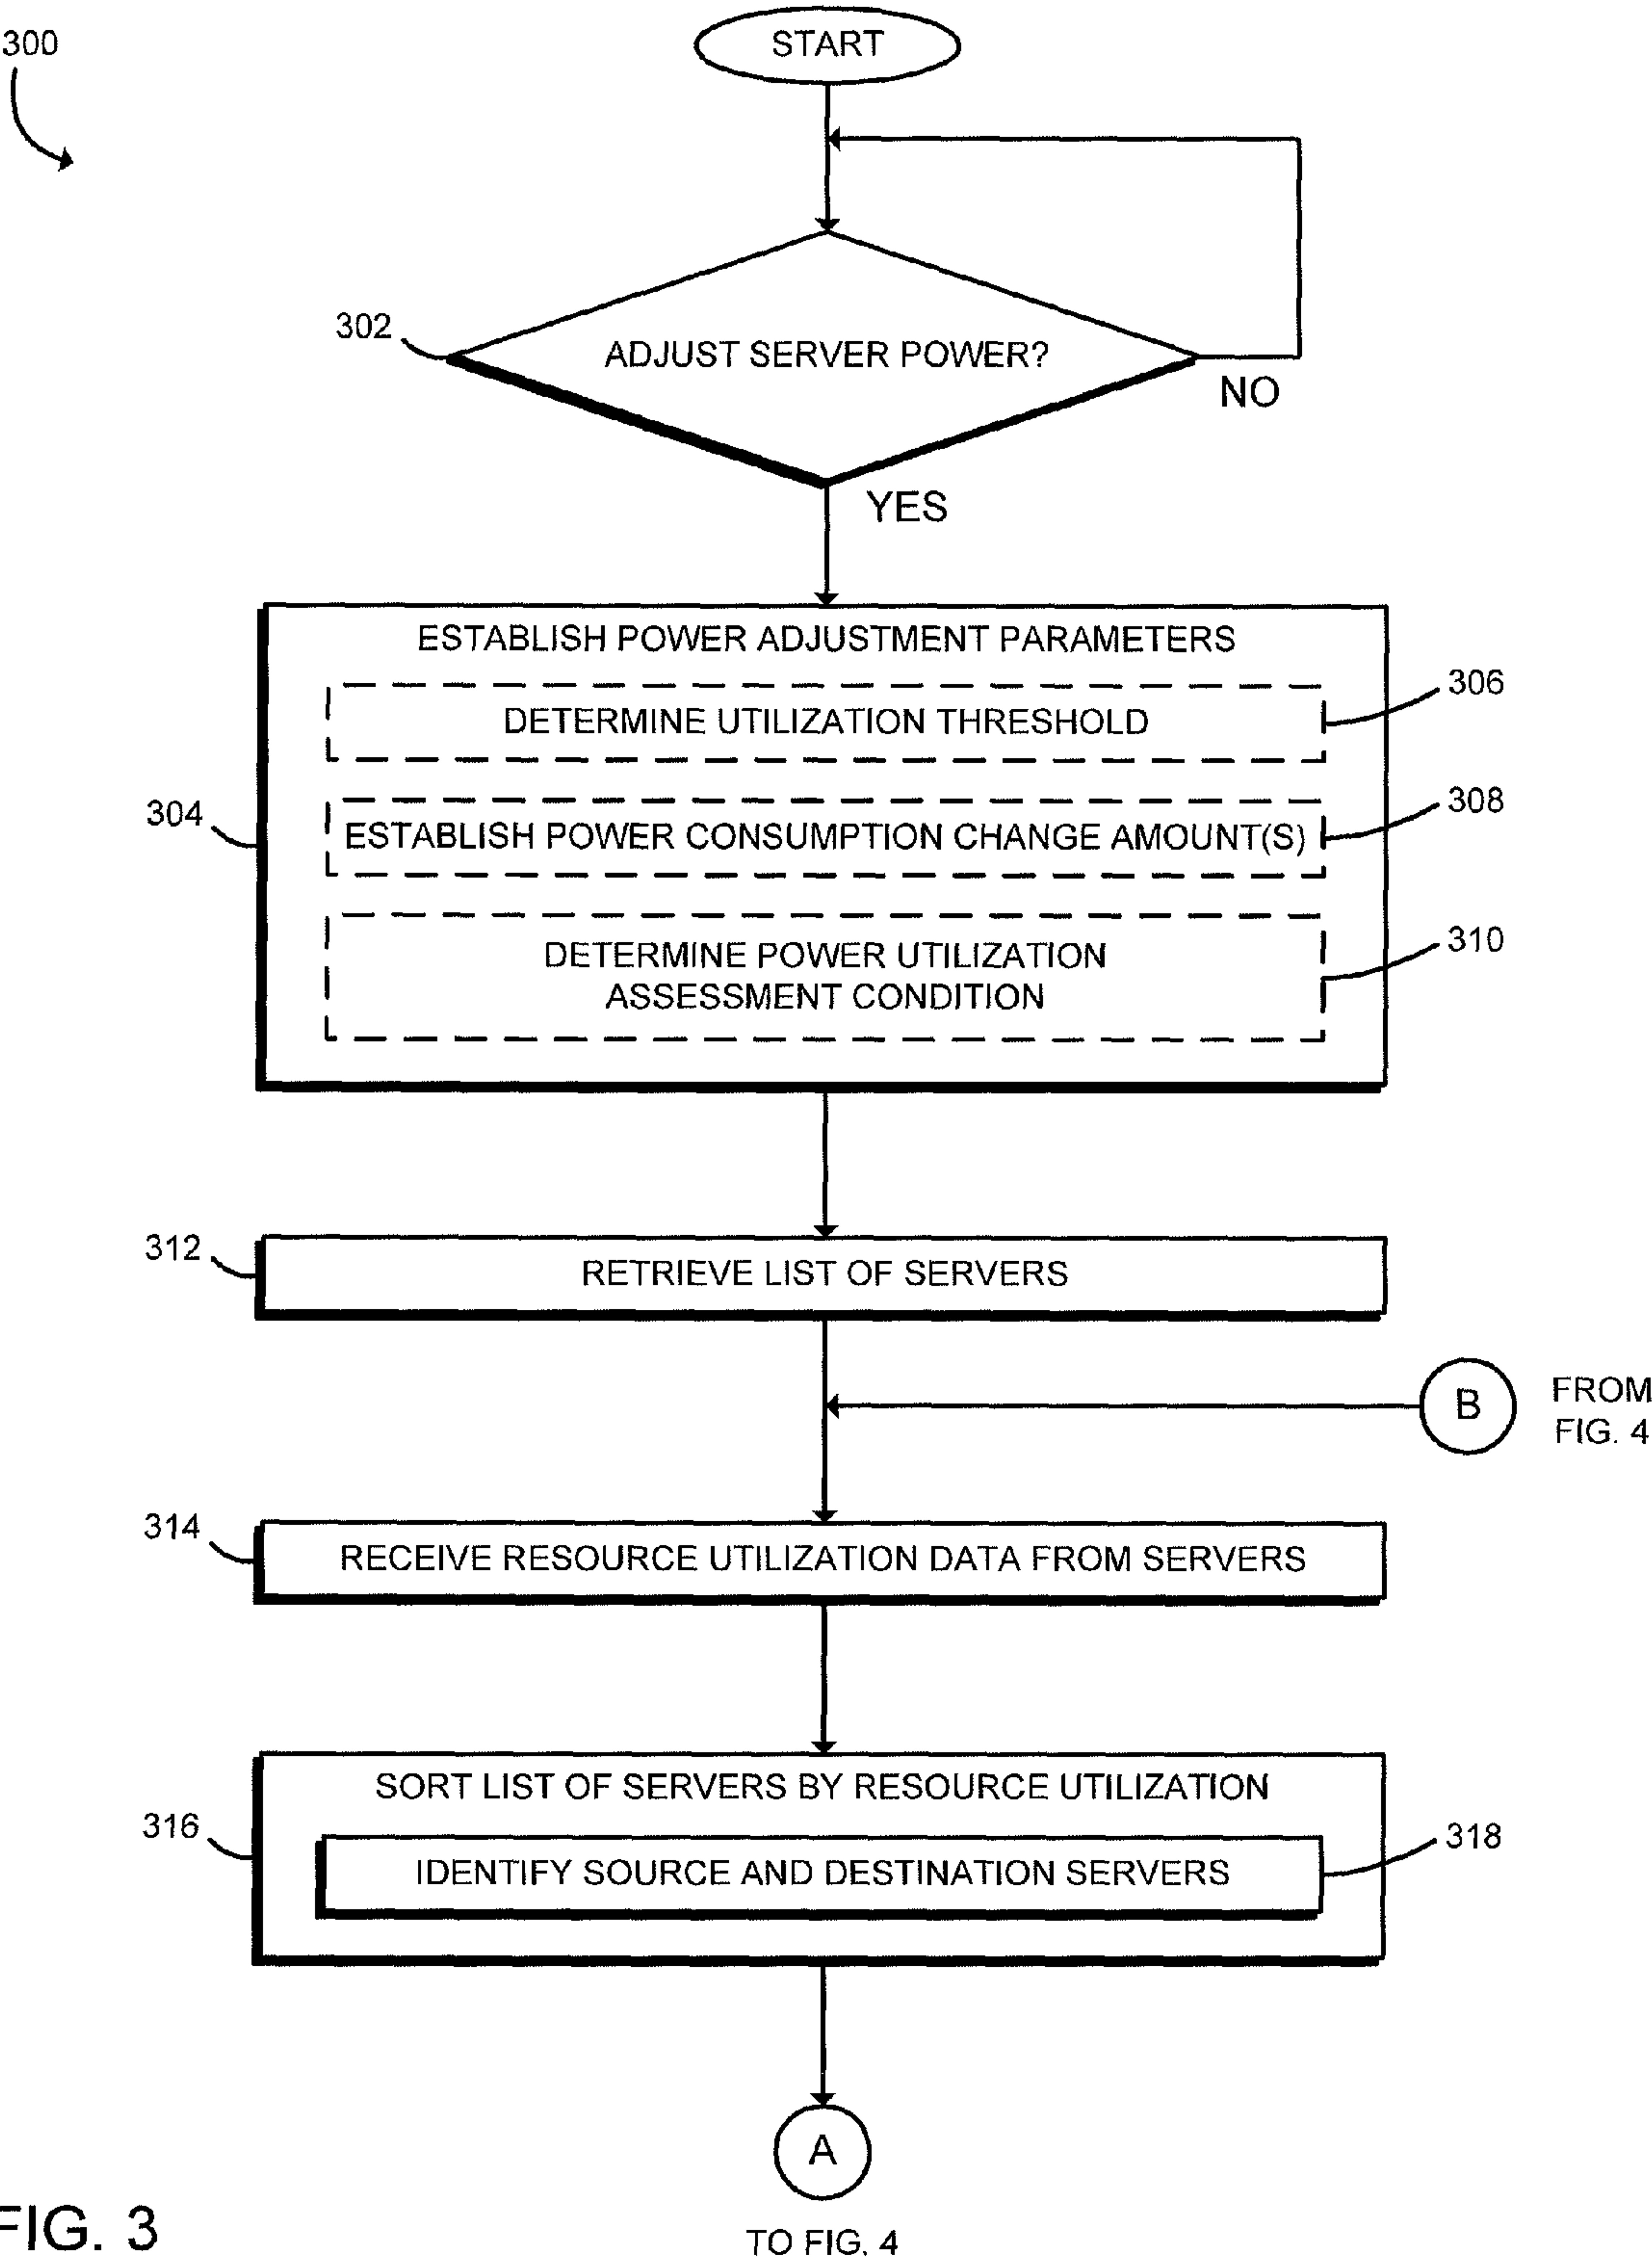 300
START
302
ADJUST SERVER POWER?
NO
YES
ESTABLISH POWER ADJUSTMENT PARAMETERS
306
DETERMINE UTILIZATION THRESHOLD
304
308
ESTABLISH POWER CONSUMPTION CHANGE AMOUNT(S)
310
DETERMINE POWER UTILIZATION
ASSESSMENT CONDITION
312
RETRIEVE LIST OF SERVERS
B
FROM
FIG. 4
314
RECEIVE RESOURCE UTILIZATION DATA FROM SERVERS
SORT LIST OF SERVERS BY RESOURCE UTILIZATION
316
318
IDENTIFY SOURCE AND DESTINATION SERVERS
A
TO FIG. 4
FIG. 3